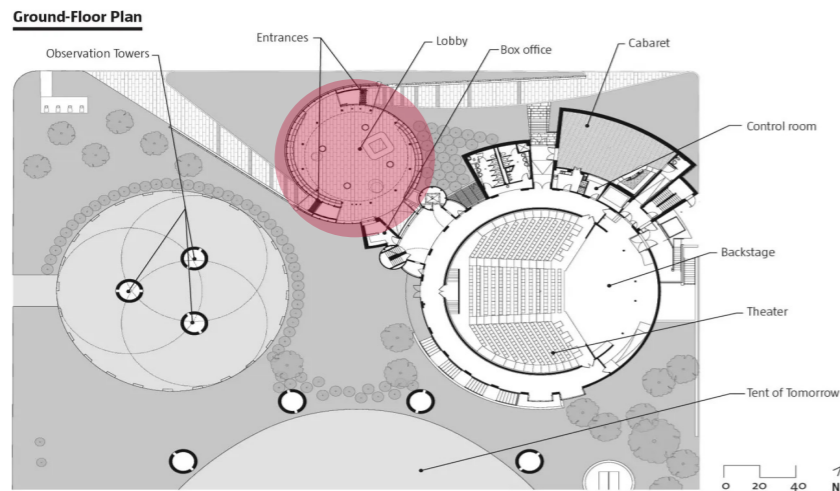 Ground-Floor Plan
Observation Towers
Entrances
Lobby
Box office
Cabaret
Control room
Backstage
Theater
Tent of Tomorrow
0 20 40 N